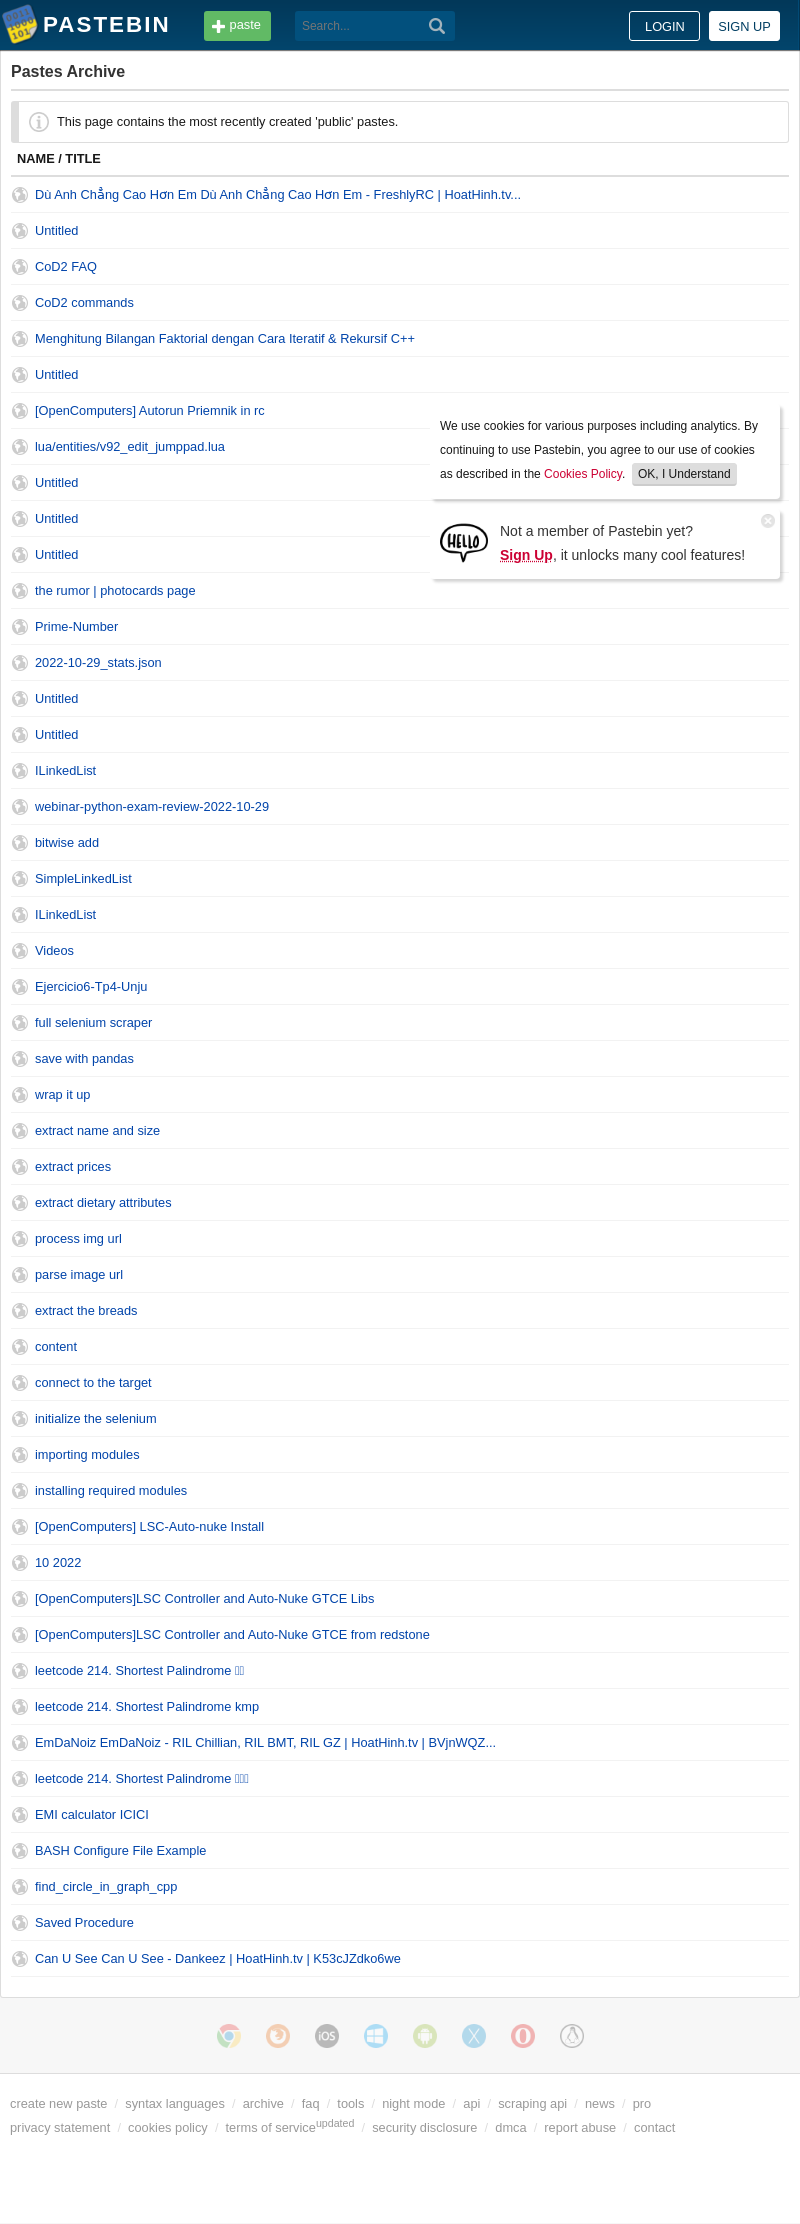 PASTEBIN
paste
Search...
LOGIN
SIGN UP
Pastes Archive
This page contains the most recently created 'public' pastes.
NAME / TITLE
Dù Anh Chẳng Cao Hơn Em Dù Anh Chẳng Cao Hơn Em - FreshlyRC | HoatHinh.tv...
Untitled
CoD2 FAQ
CoD2 commands
Menghitung Bilangan Faktorial dengan Cara Iteratif & Rekursif C++
Untitled
[OpenComputers] Autorun Priemnik in rc
lua/entities/v92_edit_jumppad.lua
Untitled
Untitled
Untitled
We use cookies for various purposes including analytics. By
continuing to use Pastebin, you agree to our use of cookies
as described in the Cookies Policy. OK, I Understand
HELLO
Not a member of Pastebin yet?
Sign Up, it unlocks many cool features!
the rumor | photocards page
Prime-Number
2022-10-29_stats.json
Untitled
Untitled
ILinkedList
webinar-python-exam-review-2022-10-29
bitwise add
SimpleLinkedList
ILinkedList
Videos
Ejercicio6-Tp4-Unju
full selenium scraper
save with pandas
wrap it up
extract name and size
extract prices
extract dietary attributes
process img url
parse image url
extract the breads
content
connect to the target
initialize the selenium
importing modules
installing required modules
[OpenComputers] LSC-Auto-nuke Install
10 2022
[OpenComputers]LSC Controller and Auto-Nuke GTCE Libs
[OpenComputers]LSC Controller and Auto-Nuke GTCE from redstone
leetcode 214. Shortest Palindrome
leetcode 214. Shortest Palindrome kmp
EmDaNoiz EmDaNoiz - RIL Chillian, RIL BMT, RIL GZ | HoatHinh.tv | BVjnWQZ...
leetcode 214. Shortest Palindrome
EMI calculator ICICI
BASH Configure File Example
find_circle_in_graph_cpp
Saved Procedure
Can U See Can U See - Dankeez | HoatHinh.tv | K53cJZdko6we
iOS
create new paste / syntax languages / archive / faq / tools / night mode / api / scraping api / news / pro
privacy statement / cookies policy / terms of service updated / security disclosure / dmca / report abuse / contact